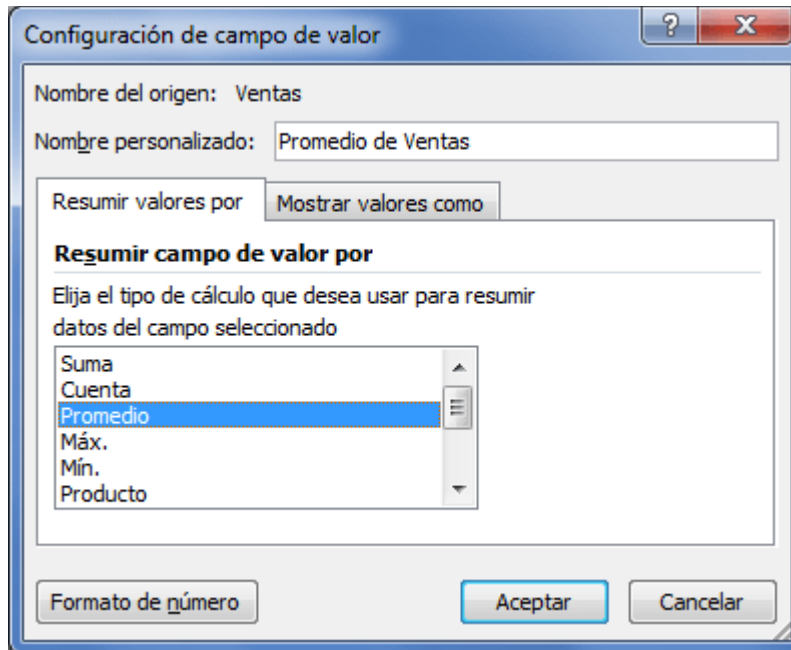 Configuración de campo de valor
Nombre del origen: Ventas
Nombre personalizado: Promedio de Ventas
Resumir valores por Mostrar valores como
Resumir campo de valor por
Elija el tipo de cálculo que desea usar para resumir
datos del campo seleccionado
Suma
Cuenta
Promedio
Máx.
Mín.
Producto
Formato de número Aceptar Cancelar